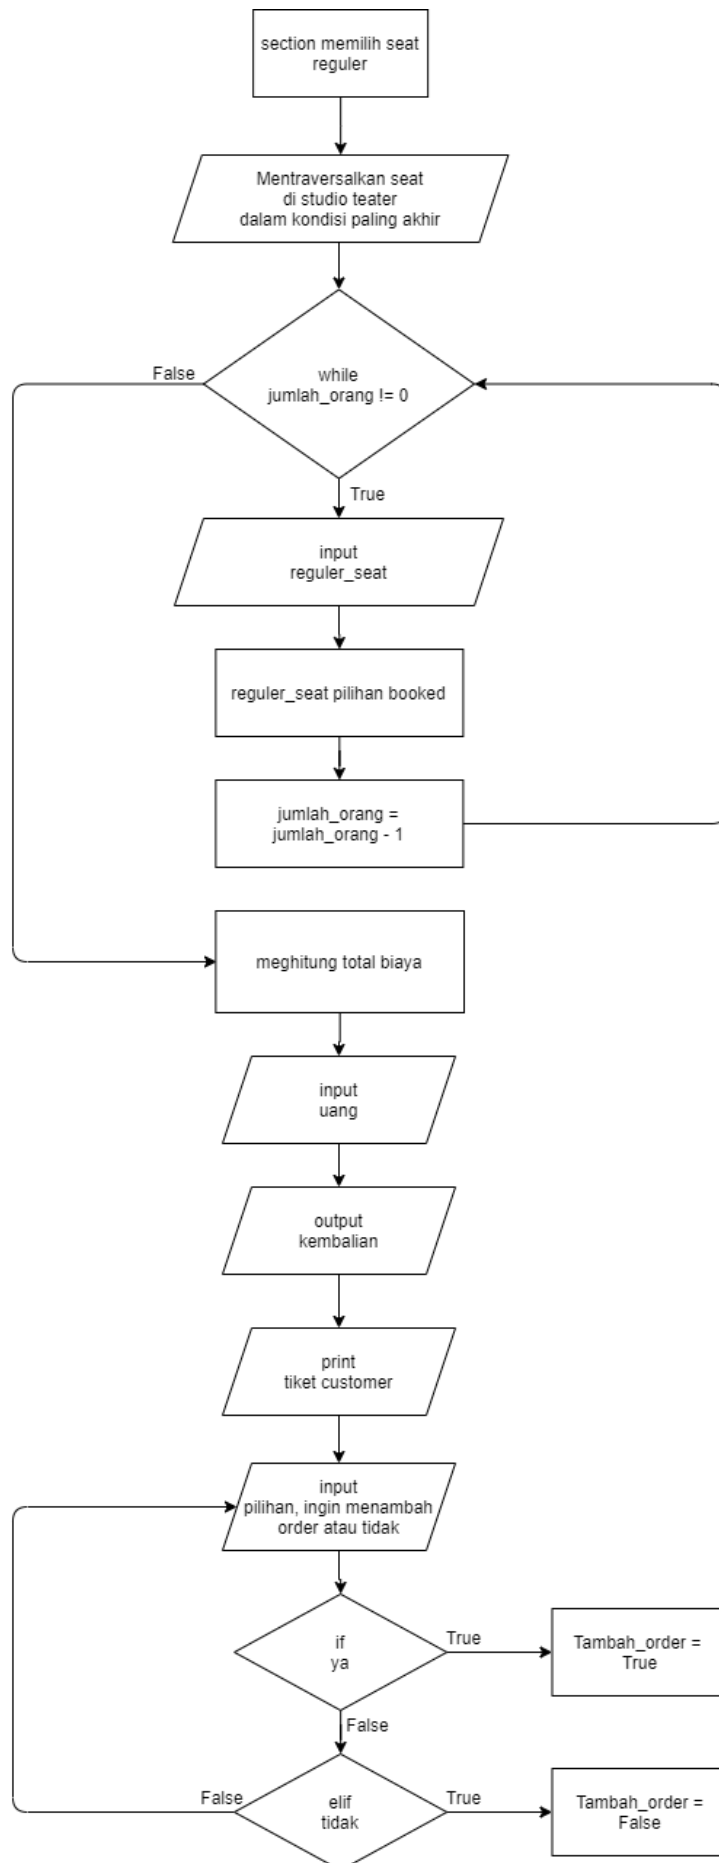 section memilih seat
reguler
Mentraversalkan seat
di studio teater
dalam kondisi paling akhir
False
while
jumlah_orang != 0
True
input
reguler_seat
reguler_seat pilihan booked
jumlah_orang =
jumlah_orang - 1
meghitung total biaya
input
uang
output
kembalian
print
tiket customer
input
pilihan, ingin menambah
order atau tidak
if
ya
True
Tambah_order =
True
False
False
elif
tidak
True
Tambah_order =
False